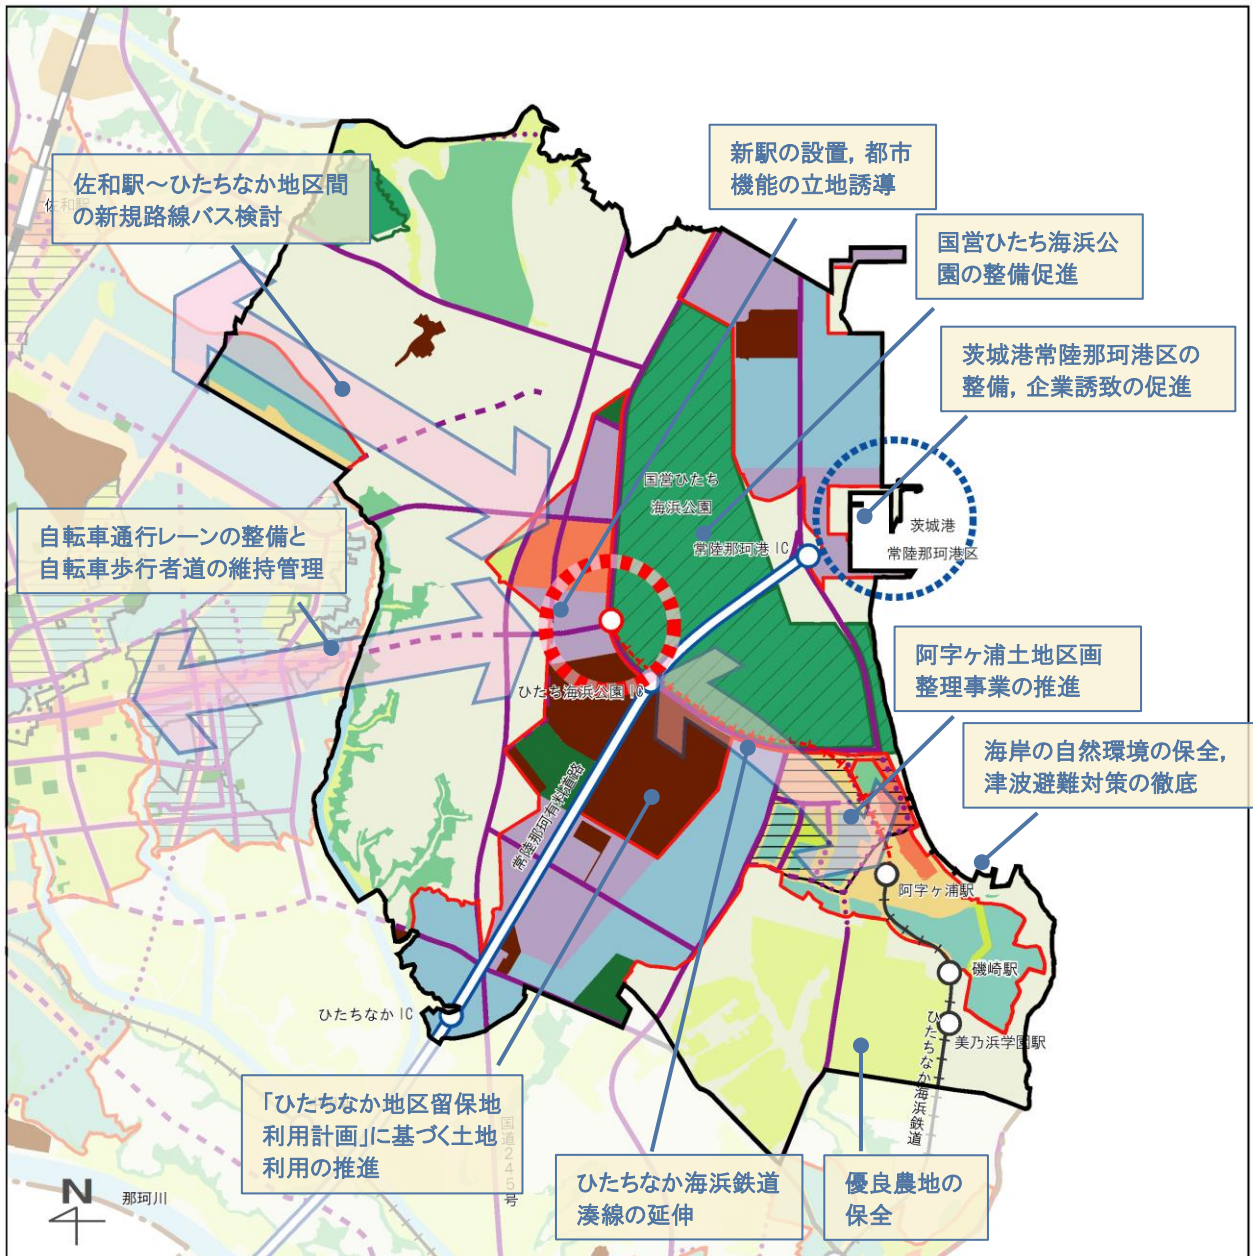 新駅の設置，都市
機能の立地誘導
佐和駅～ひたちなか地区間
の新規路線バス検討
佐和駅
国営ひたち海浜公
園の整備促進
茨城港常陸那珂港区の
整備，企業誘致の促進
国営ひたち
海浜公園
自転車通行レーンの整備と
自転車歩行者道の維持管理
常陸那珂港IC
茨城港
常陸那珂港区
阿字ヶ浦土地区画
整理事業の推進
ひたち海浜公園IC
海岸の自然環境の保全，
津波避難対策の徹底
常陸那珂有料道路
阿字ヶ浦駅
磯崎駅
ひたちなかIC
美乃浜学園駅
ひたちなか海浜鉄道
「ひたちなか地区留保地
利用計画」に基づく土地
利用の推進
国道245号
ひたちなか海浜鉄道
湊線の延伸
優良農地の
保全
N
那珂川